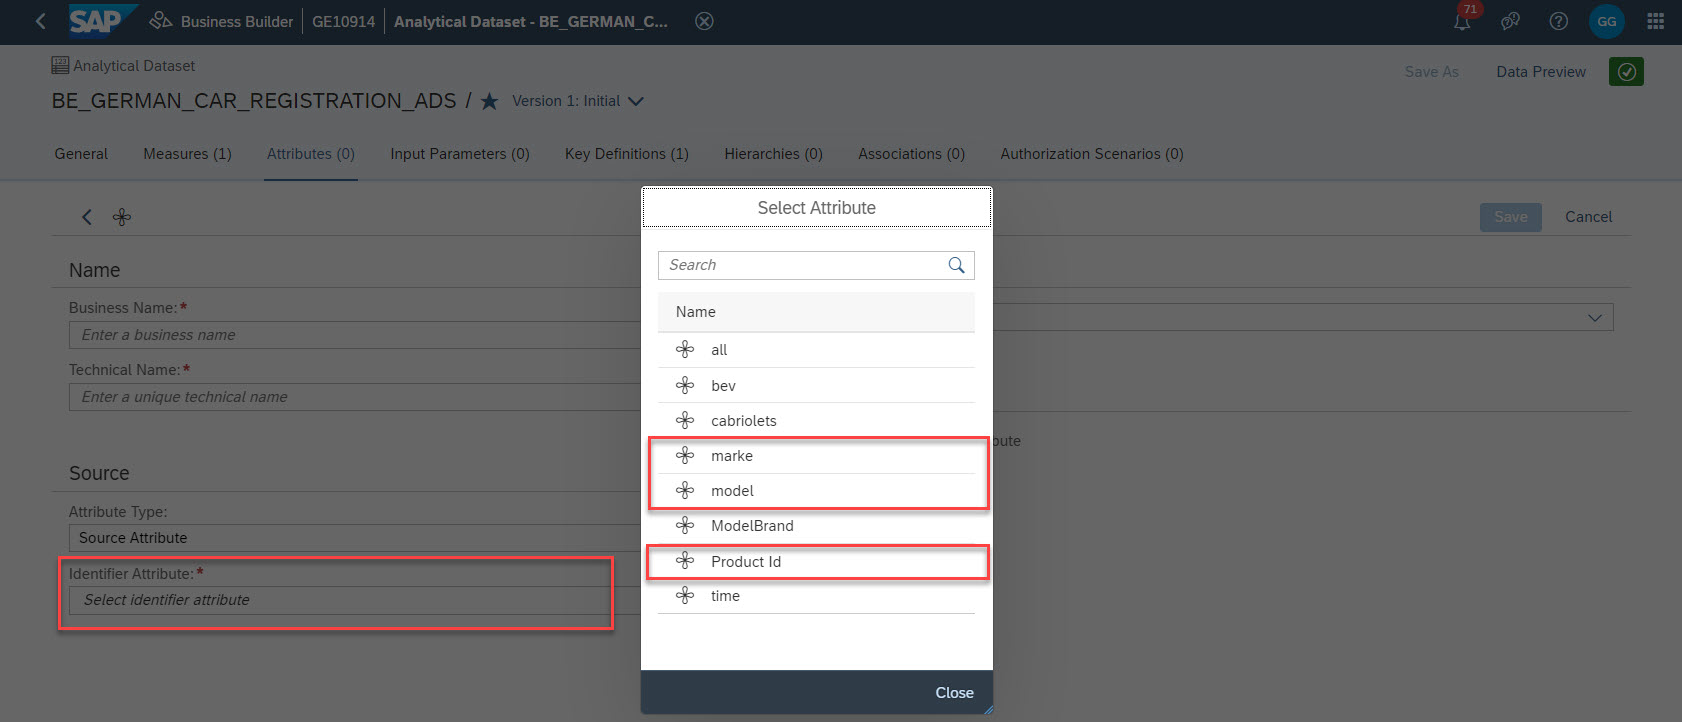 SAP Business Builder GE10914 Analytical Dataset - BE_GERMAN_C... 71 GG
Analytical Dataset
Save As Data Preview
BE_GERMAN_CAR_REGISTRATION_ADS / Version 1: Initial
General Measures (1) Attributes (0) Input Parameters (0) Key Definitions (1) Hierarchies (0) Associations (0) Authorization Scenarios (0)
Save Cancel
Name
Business Name:*
Enter a business name
Technical Name:*
Enter a unique technical name
Source
Attribute Type:
Source Attribute
Identifier Attribute:*
Select identifier attribute
Select Attribute
Search
Name
all
bev
cabriolets
marke
model
ModelBrand
Product Id
time
Close
bute